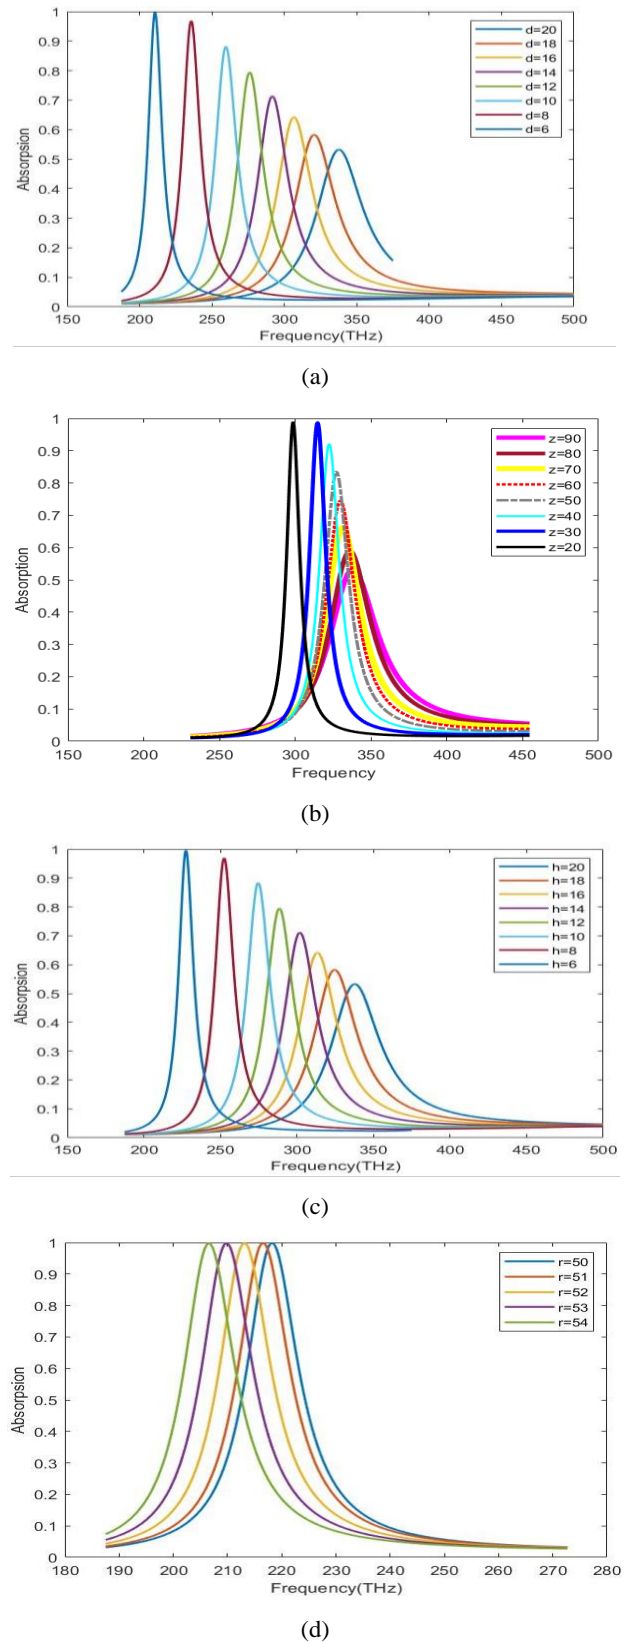 1
0.9
0.8
0.7
0.6
0.5
0.4
0.3
0.2
0.1
0
Absorpsion
d=20
d=18
d=16
d=14
d=12
d=10
d=8
d=6
150 200 250 300 350 400 450 500
Frequency(THz)
(a)
1
0.9
0.8
0.7
0.6
0.5
0.4
0.3
0.2
0.1
0
Absorption
z=90
z=80
z=70
z=60
z=50
z=40
z=30
z=20
150 200 250 300 350 400 450 500
Frequency
(b)
1
0.9
0.8
0.7
0.6
0.5
0.4
0.3
0.2
0.1
0
Absorpsion
h=20
h=18
h=16
h=14
h=12
h=10
h=8
h=6
150 200 250 300 350 400 450 500
Frequency(THz)
(c)
1
0.9
0.8
0.7
0.6
0.5
0.4
0.3
0.2
0.1
0
Absorpsion
r=50
r=51
r=52
r=53
r=54
180 190 200 210 220 230 240 250 260 270 280
Frequency(THz)
(d)